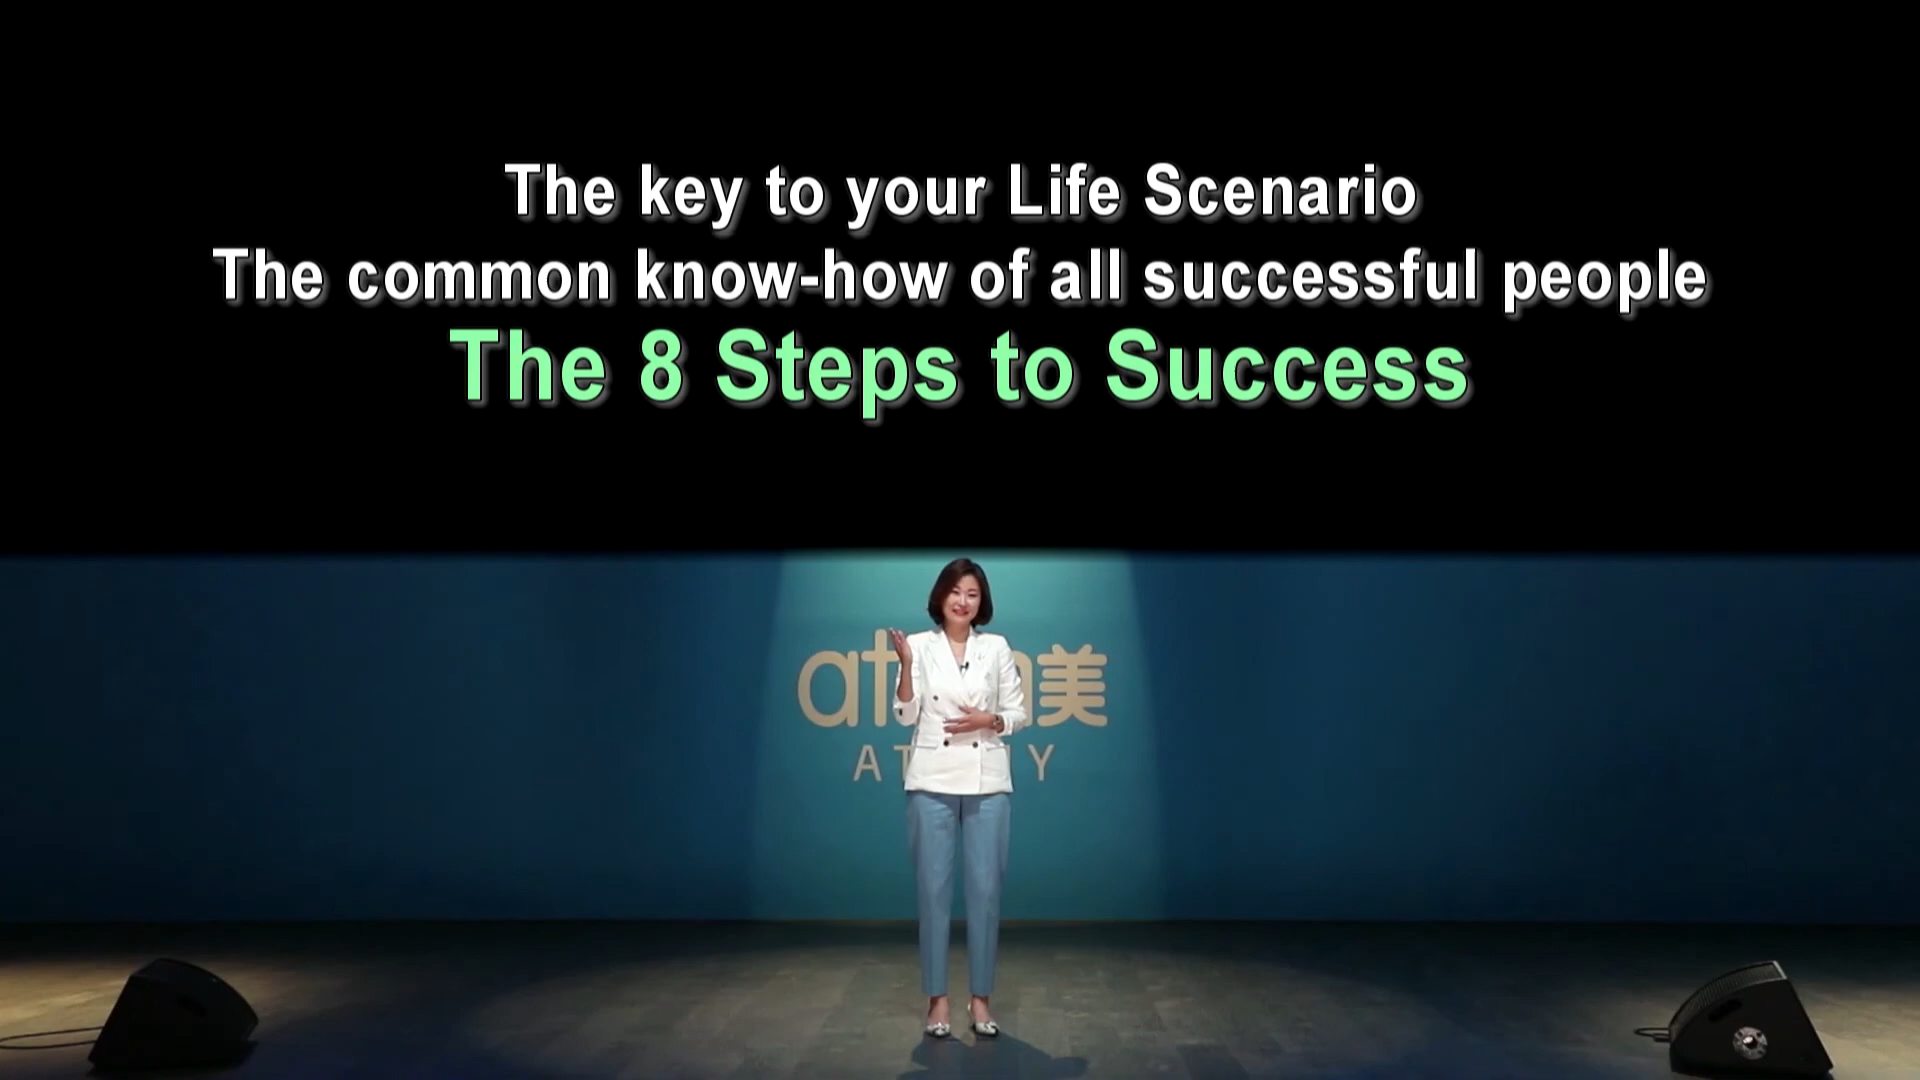 The key to your Life Scenario
The common know-how of all successful people
The 8 Steps to Success
美